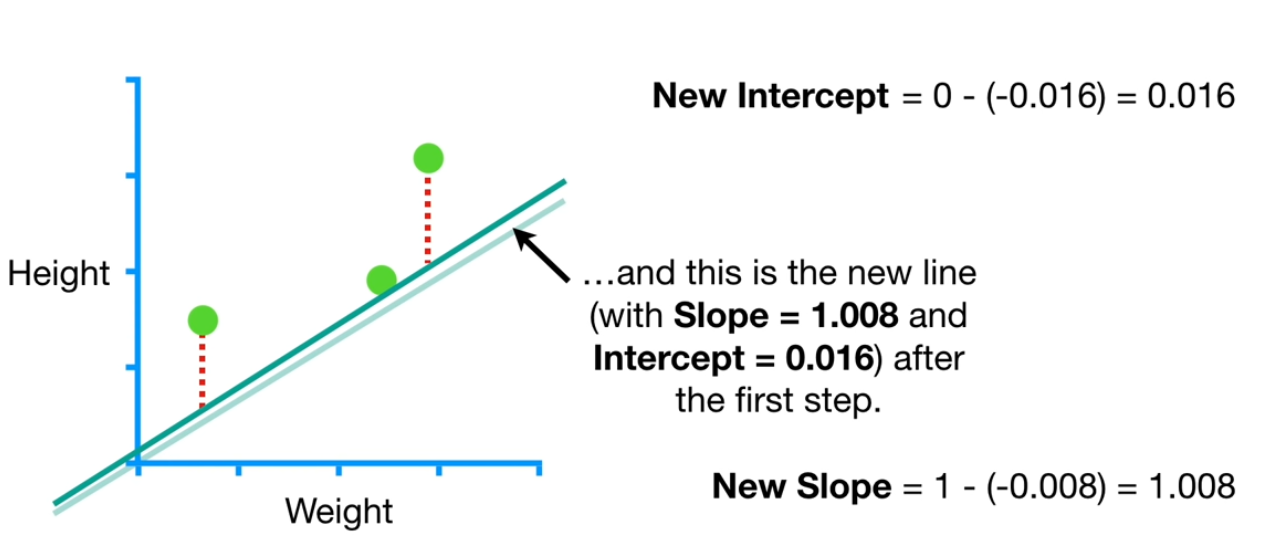 New Intercept = 0 - (-0.016) = 0.016
Height
…and this is the new line
(with Slope = 1.008 and
Intercept = 0.016) after
the first step.
Weight
New Slope = 1 - (-0.008) = 1.008